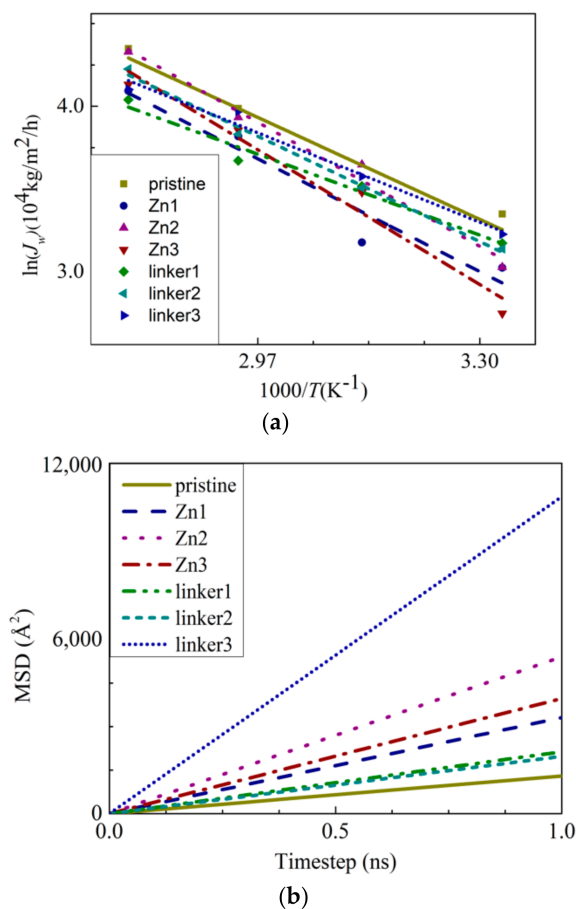 (a)
ln(Jw)(10⁴kg/m²/h)
4.0
3.0
pristine
Zn1
Zn2
Zn3
linker1
linker2
linker3
2.97
3.30
1000/T(K⁻¹)
(a)
12,000
6,000
0
MSD (Å²)
pristine
Zn1
Zn2
Zn3
linker1
linker2
linker3
0.0
0.5
1.0
Timestep (ns)
(b)